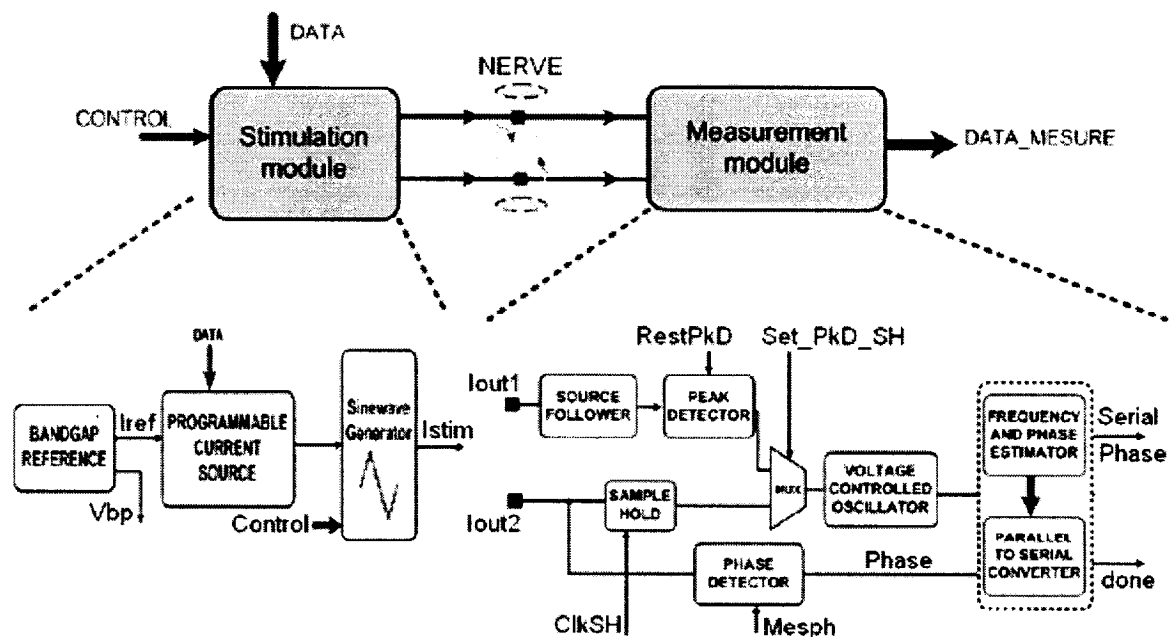 DATA
NERVE
CONTROL
Stimulation
module
Measurement
module
DATA_MESURE
DATA
BANDGAP
REFERENCE
Iref
Vbp
PROGRAMMABLE
CURRENT
SOURCE
Sinewave
Generator
Istim
Control
RestPkD
Set_PkD_SH
Iout1
SOURCE
FOLLOWER
PEAK
DETECTOR
Iout2
SAMPLE
HOLD
MUX
VOLTAGE
CONTROLLED
OSCILLATOR
FREQUENCY
AND PHASE
ESTIMATOR
Serial
Phase
PHASE
DETECTOR
Phase
PARALLEL
TO SERIAL
CONVERTER
done
ClkSH
Mesph